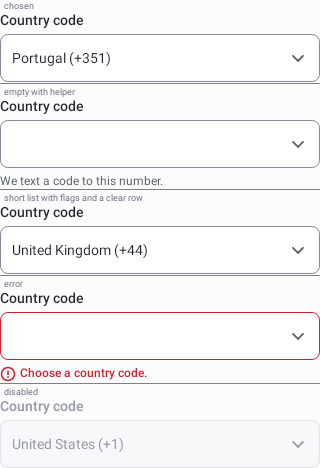 chosen
Country code
Portugal (+351)
empty with helper
Country code
We text a code to this number.
short list with flags and a clear row
Country code
United Kingdom (+44)
error
Country code
Choose a country code.
disabled
Country code
United States (+1)